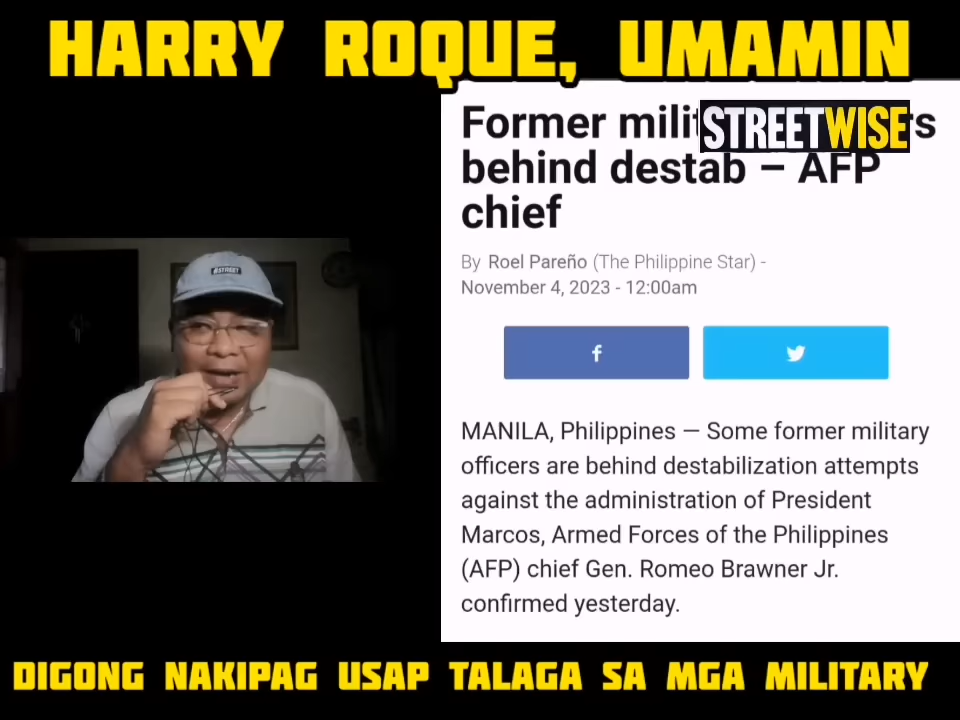 HARRY ROQUE, UMAMIN
STREETWISE
Former
behind destab – AFP
chief
By Roel Pareño (The Philippine Star) -
November 4, 2023 - 12:00am
f
MANILA, Philippines — Some former military
officers are behind destabilization attempts
against the administration of President
Marcos, Armed Forces of the Philippines
(AFP) chief Gen. Romeo Brawner Jr.
confirmed yesterday.
DIGONG NAKIPAG USAP TALAGA SA MGA MILITARY